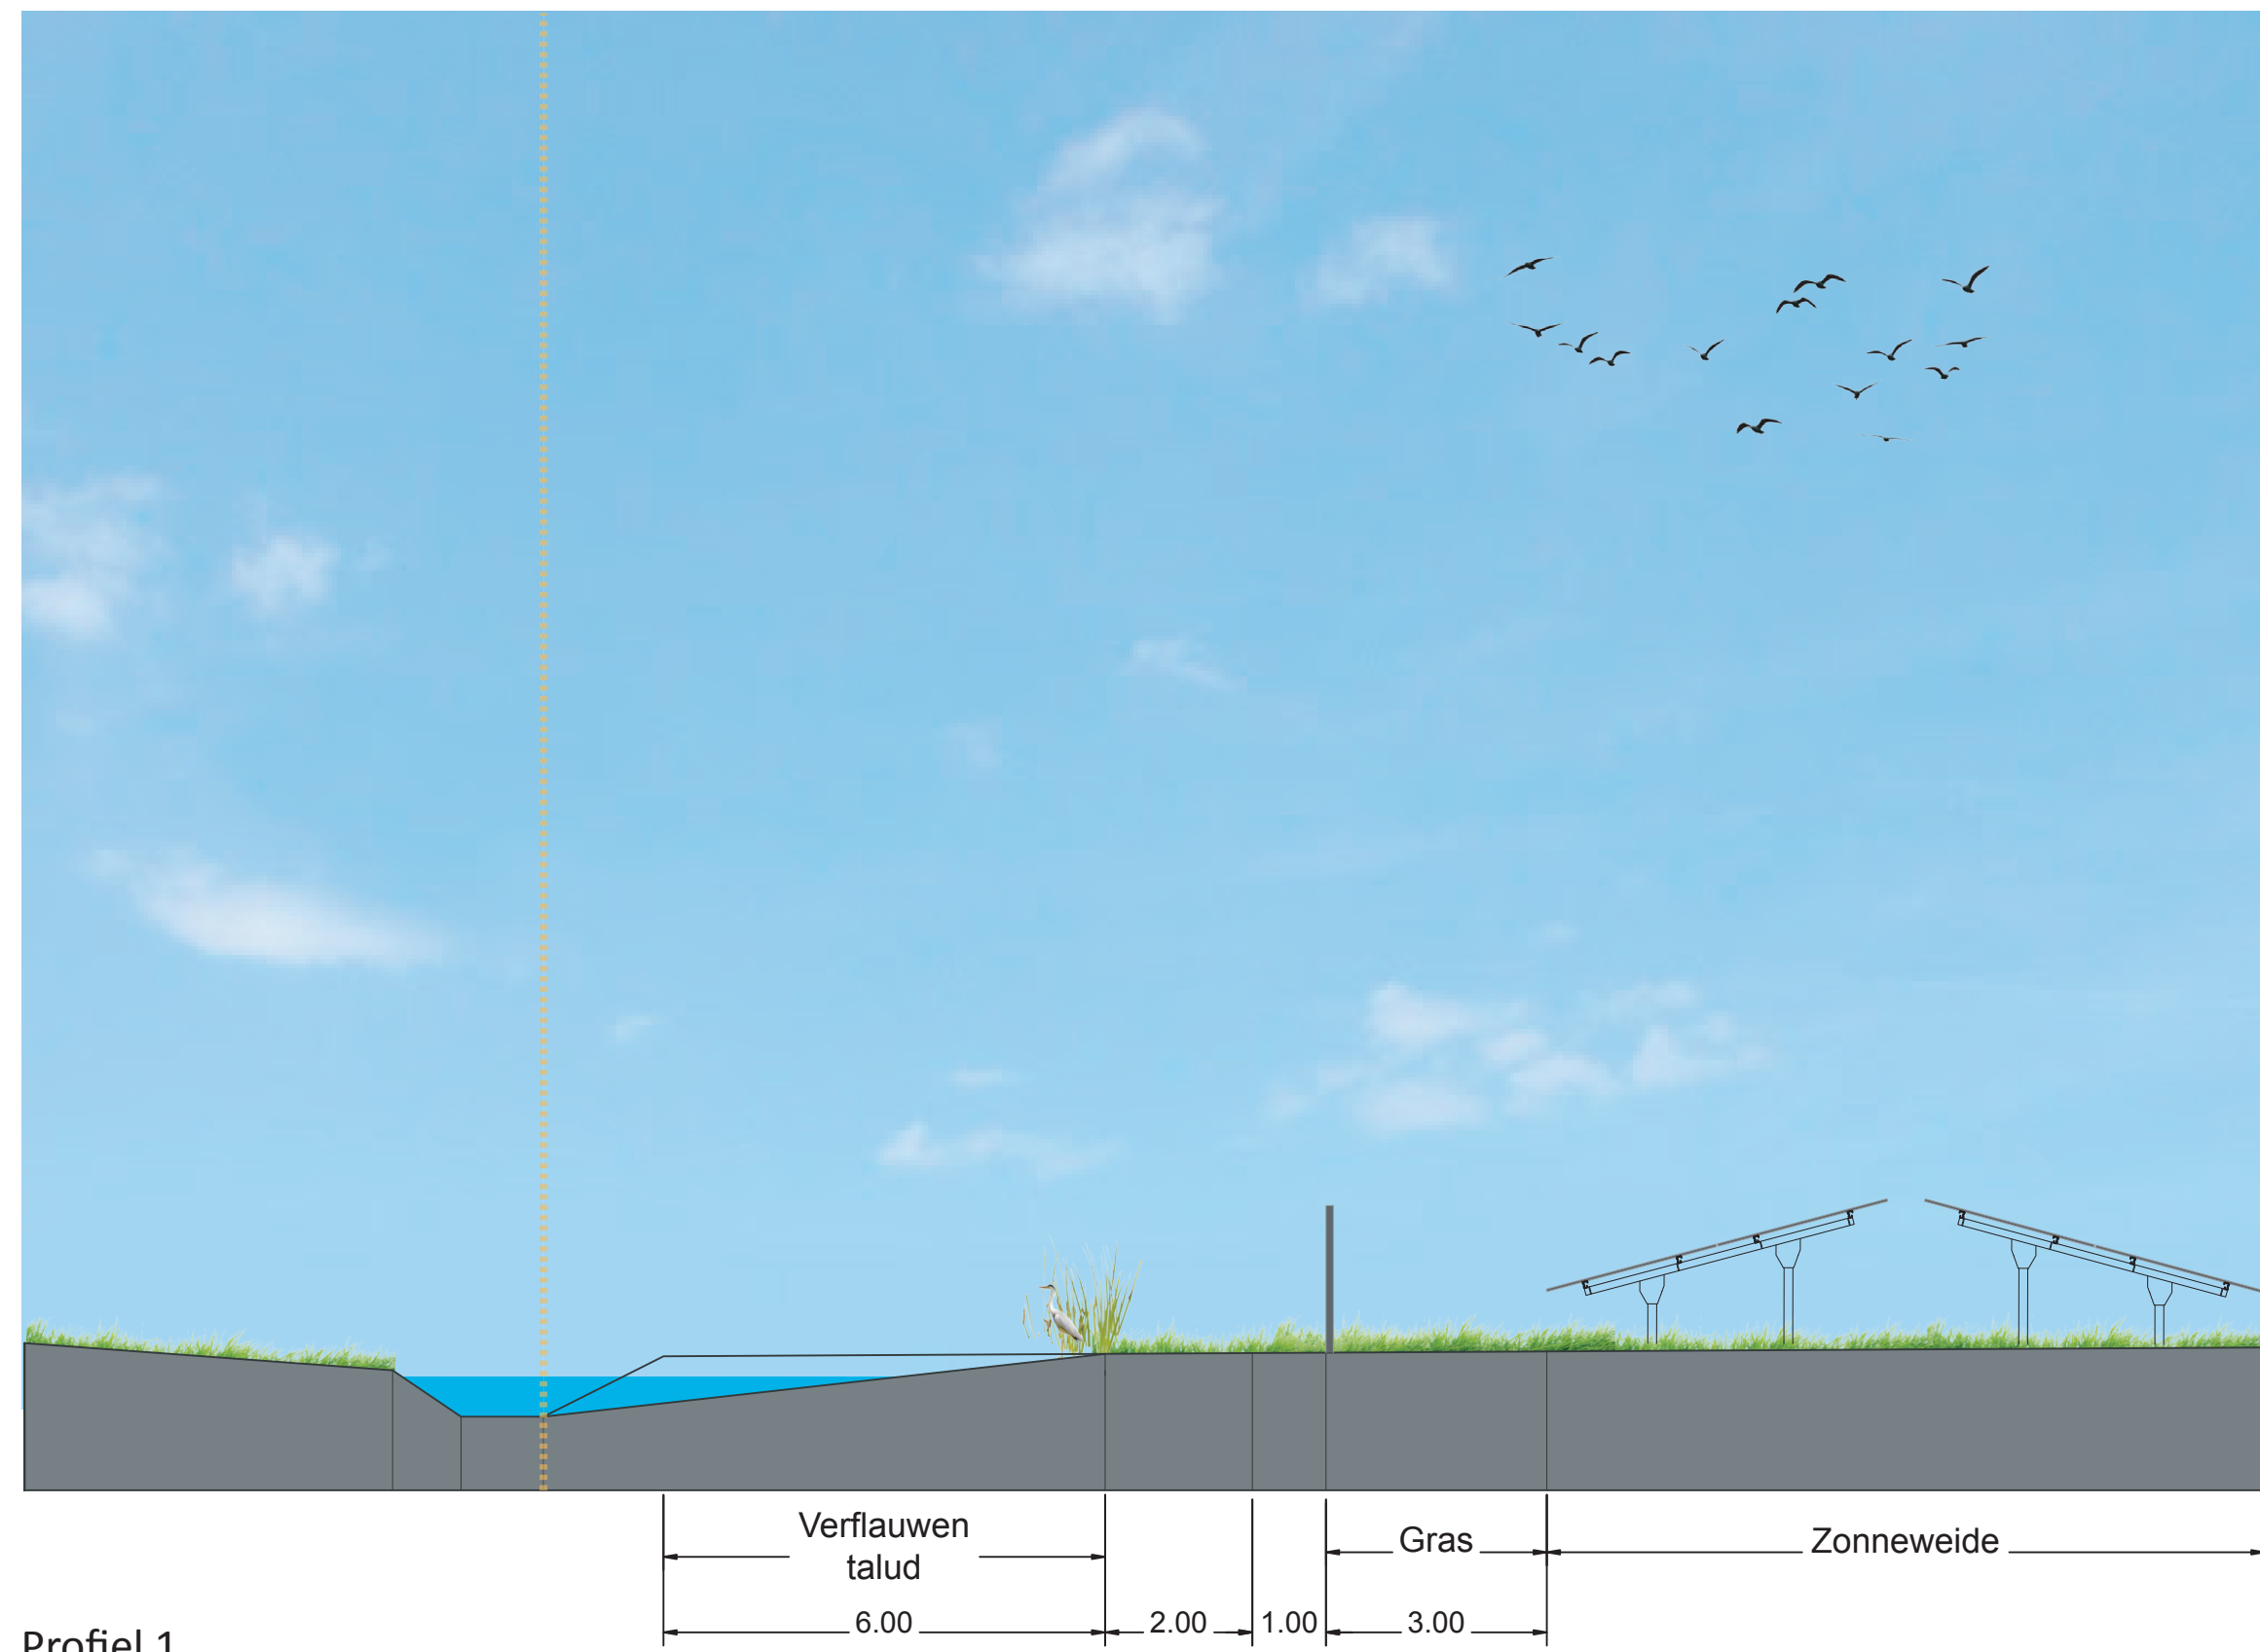 Verflauwen
talud
Gras
Zonneweide
6.00
2.00
1.00
3.00
Profiel 1